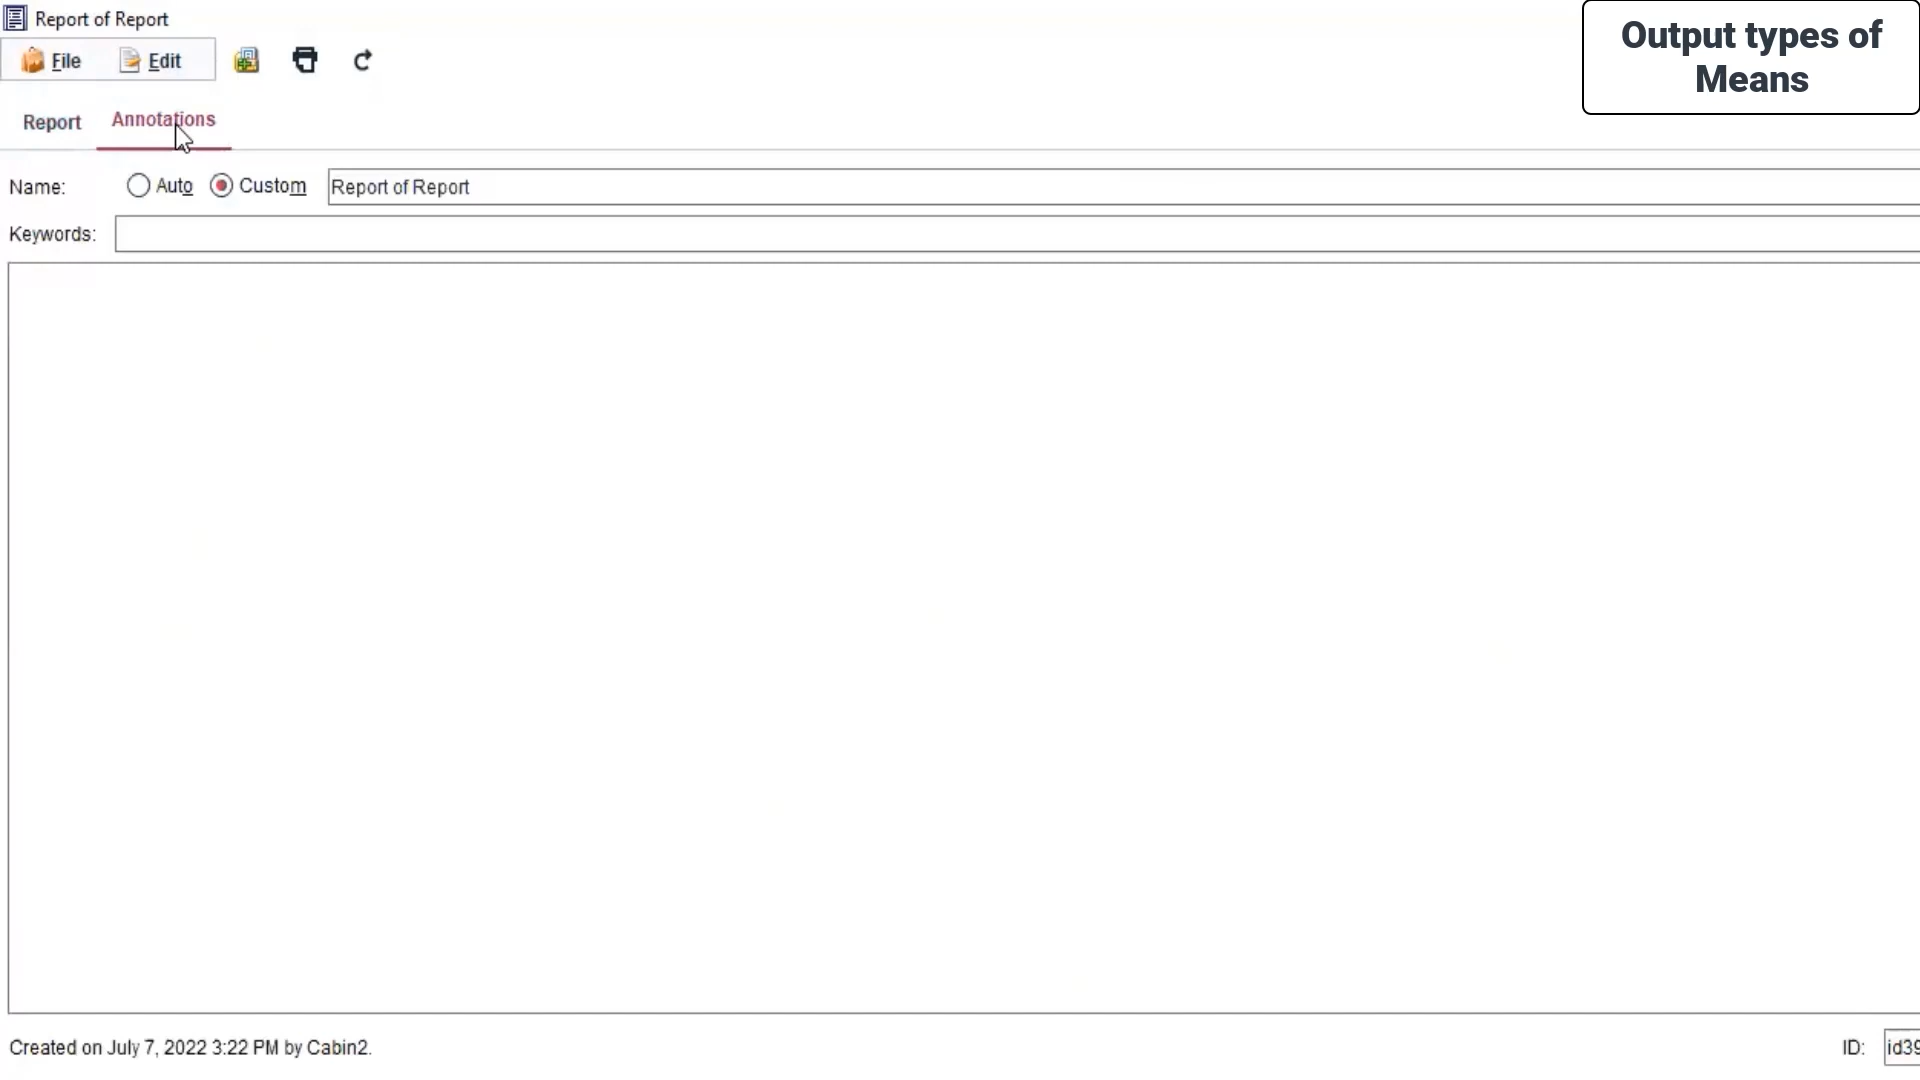 Report of Report
Output types of
Means
File Edit
Report Annotations
Name: Auto Custom Report of Report
Keywords:
Created on July 7, 2022 3:22 PM by Cabin2.
ID: id39